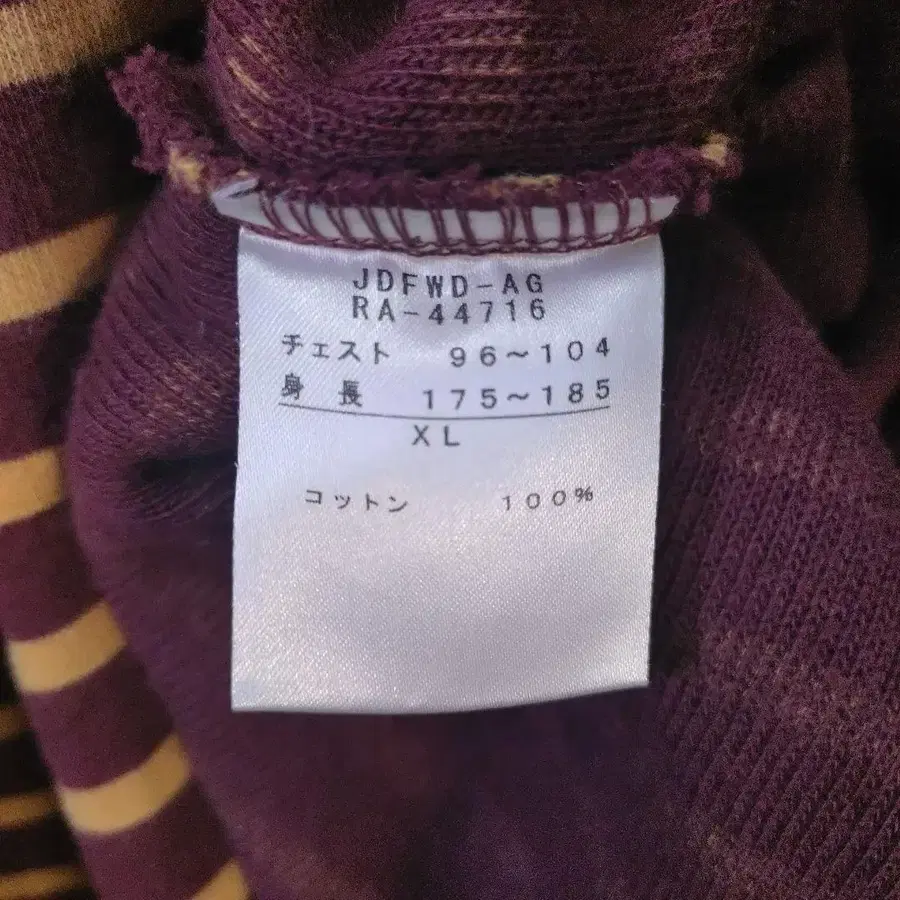 JDFWD-AG
RA-44716
チェスト 96~104
身長 175~185
XL
コットン 100%